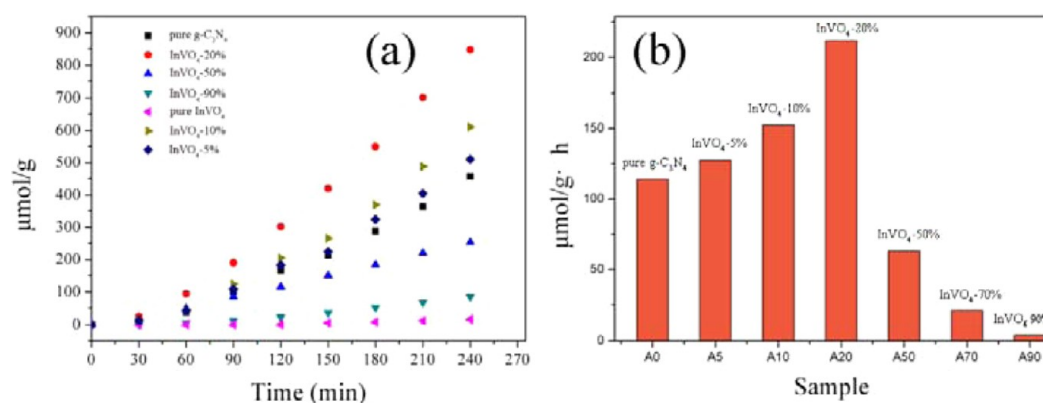 (a)
900
800
700
600
500
400
300
200
100
0
μmol/g
pure g-C₃N₄
InVO₄-20%
InVO₄-50%
InVO₄-90%
pure InVO₄
InVO₄-10%
InVO₄-5%
0 30 60 90 120 150 180 210 240 270
Time (min)
(b)
200
150
100
50
0
μmol/g· h
pure g-C₃N₄
InVO₄-5%
InVO₄-10%
InVO₄-20%
InVO₄-50%
InVO₄-70%
InVO₄ 90%
A0 A5 A10 A20 A50 A70 A90
Sample